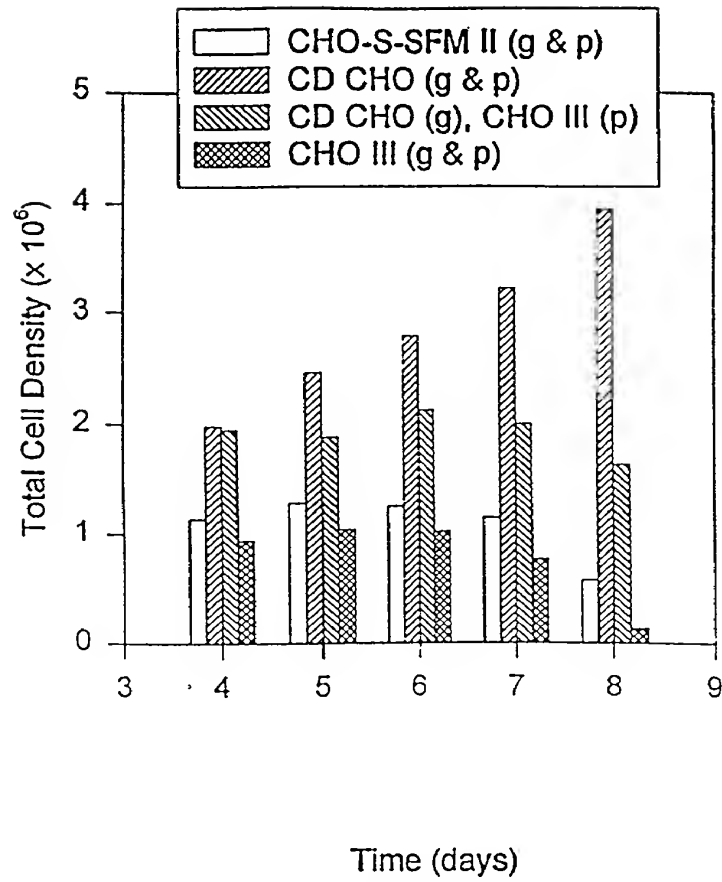 CHO-S-SFM II (g & p)
CD CHO (g & p)
CD CHO (g), CHO III (p)
CHO III (g & p)
Total Cell Density (x 10⁶)
5
4
3
2
1
0
3 4 5 6 7 8 9
Time (days)